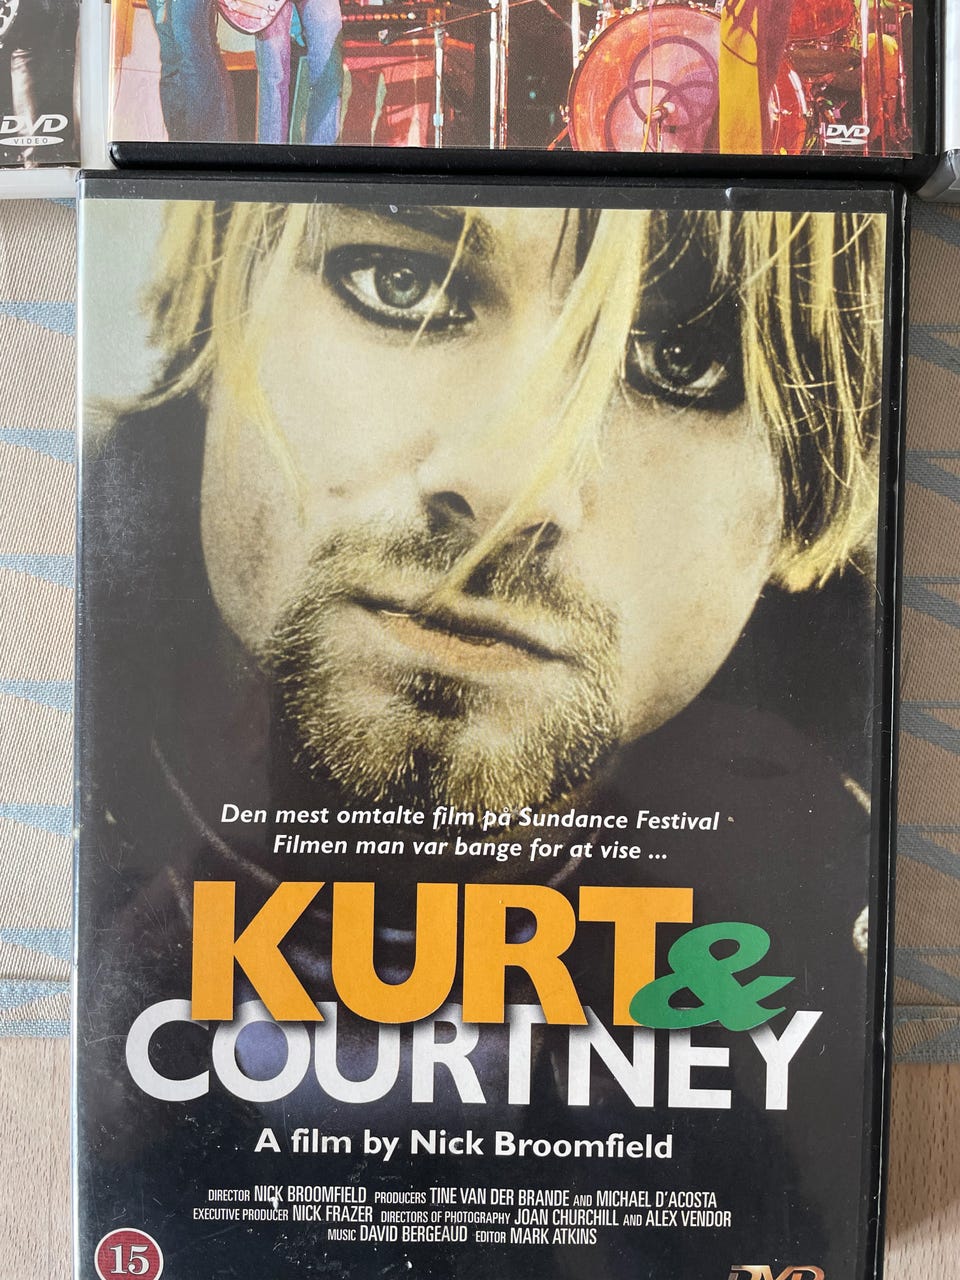 DVD
VIDEO
DVD
Den mest omtalte film på Sundance Festival
Filmen man var bange for at vise ...
KURT &
COURTNEY
A film by Nick Broomfield
DIRECTOR NICK BROOMFIELD PRODUCERS TINE VAN DER BRANDE AND MICHAEL D'ACOSTA
EXECUTIVE PRODUCER NICK FRAZER DIRECTORS OF PHOTOGRAPHY JOAN CHURCHILL AND ALEX VENDOR
MUSIC DAVID BERGEAUD EDITOR MARK ATKINS
15
DVD